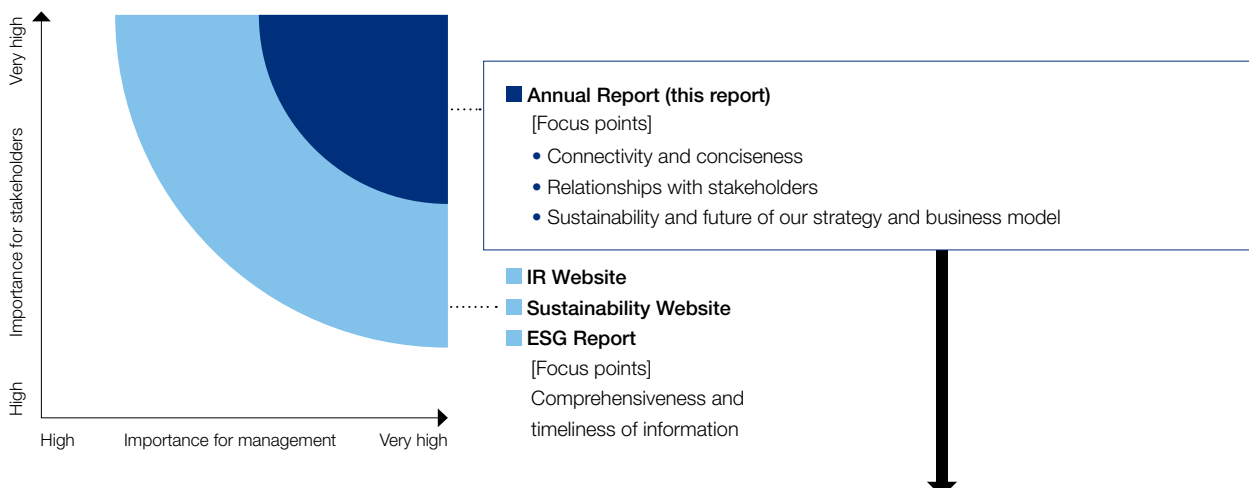 Very high
Importance for stakeholders
High
High
Importance for management
Very high
Annual Report (this report)
[Focus points]
• Connectivity and conciseness
• Relationships with stakeholders
• Sustainability and future of our strategy and business model
IR Website
Sustainability Website
ESG Report
[Focus points]
Comprehensiveness and
timeliness of information